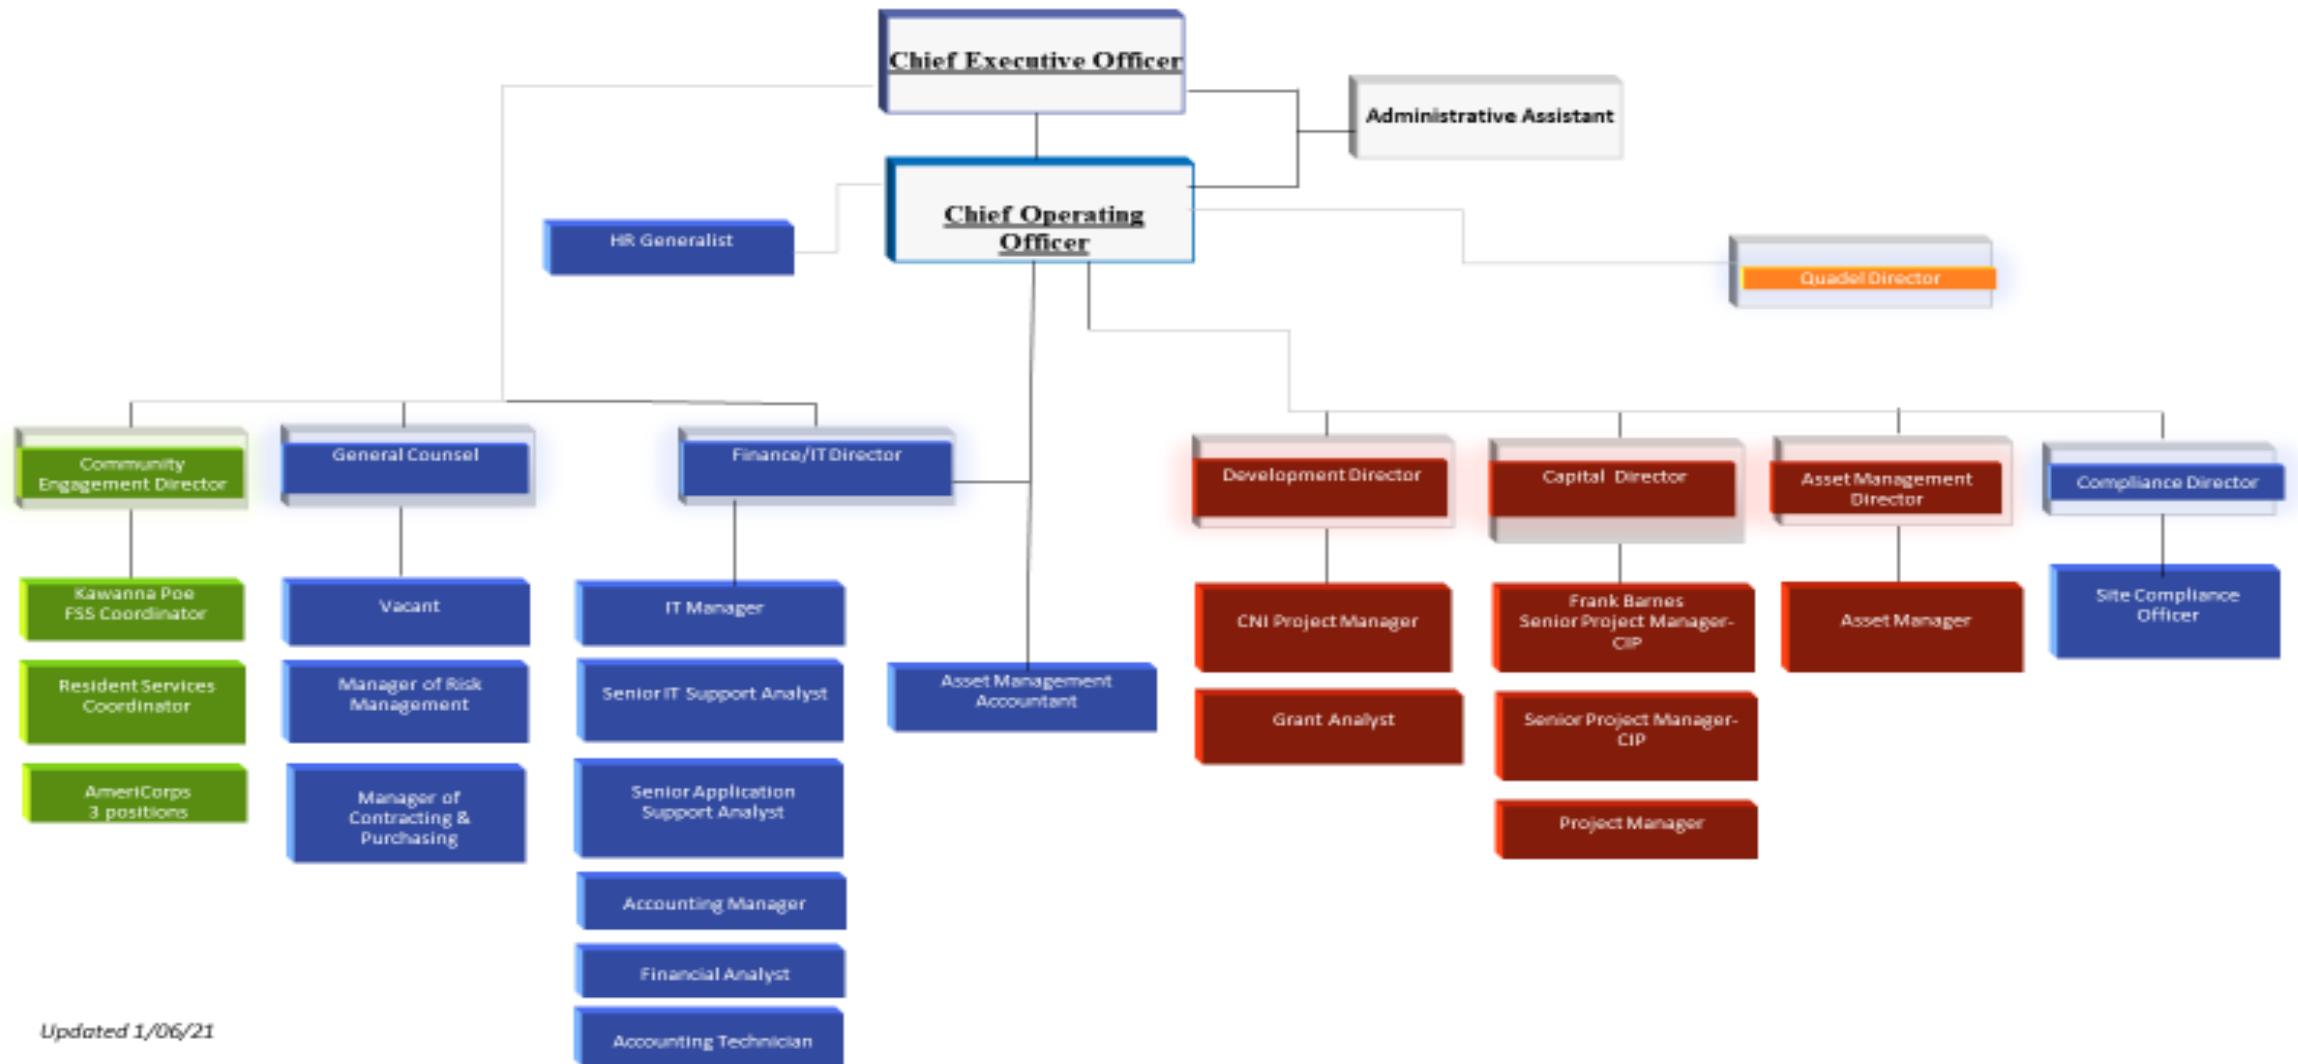 Chief Executive Officer
Administrative Assistant
Chief Operating
Officer
HR Generalist
Quadel Director
Community
Engagement Director
General Counsel
Finance/IT Director
Development Director
Capital Director
Asset Management
Director
Compliance Director
Kawanna Poe
FSS Coordinator
Vacant
IT Manager
CNI Project Manager
Frank Barnes
Senior Project Manager-
CIP
Asset Manager
Site Compliance
Officer
Resident Services
Coordinator
Manager of Risk
Management
Senior IT Support Analyst
Asset Management
Accountant
Grant Analyst
Senior Project Manager-
CIP
AmeriCorps
3 positions
Manager of
Contracting &
Purchasing
Senior Application
Support Analyst
Project Manager
Accounting Manager
Financial Analyst
Accounting Technician
Updated 1/06/21